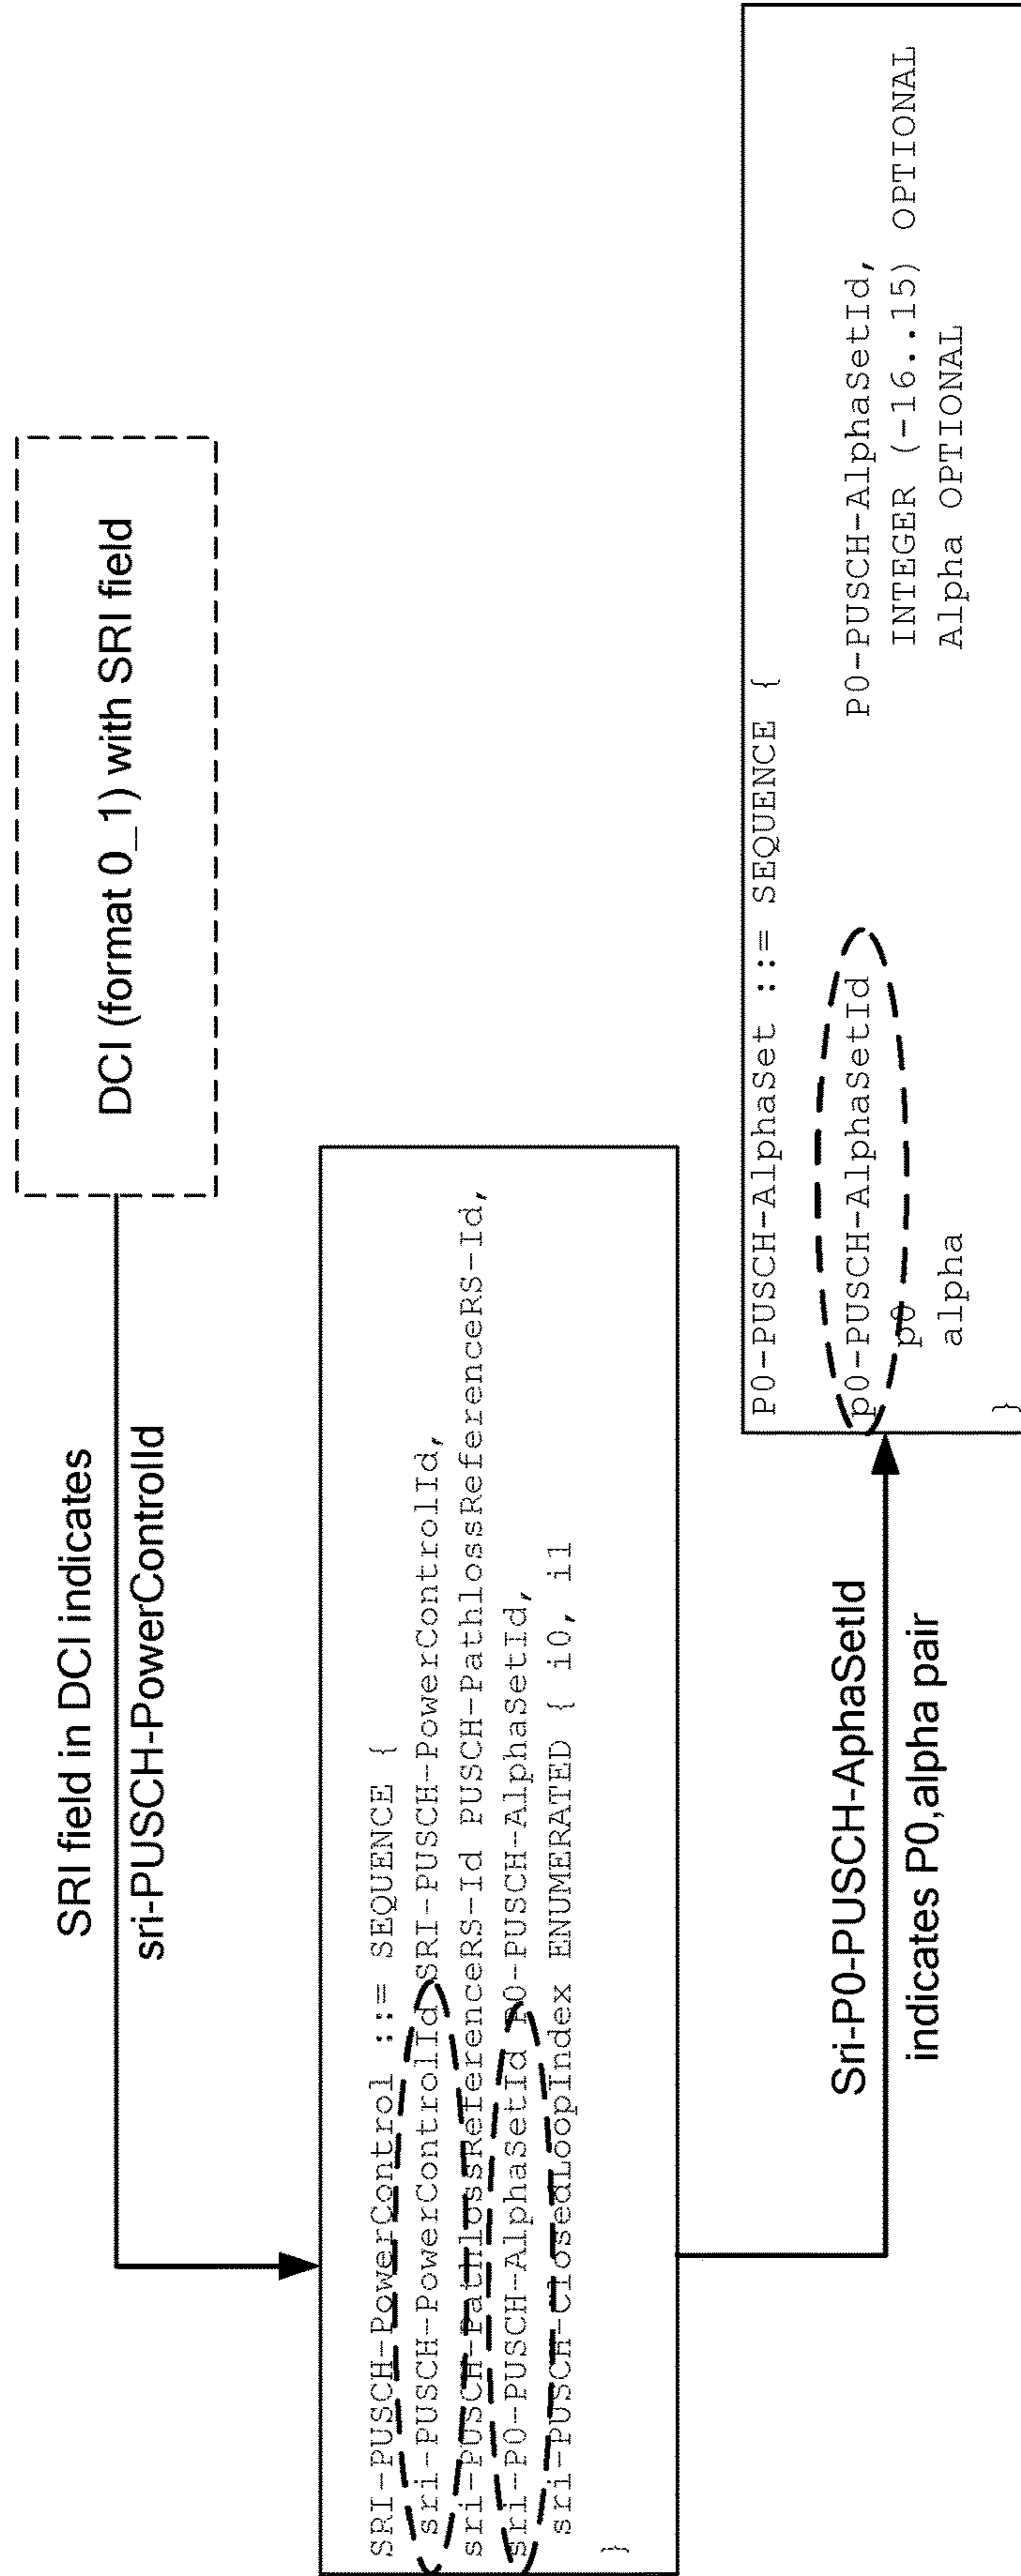 DCI (format 0_1) with SRI field
SRI field in DCI indicates
sri-PUSCH-PowerControlId
SRI-PUSCH-PowerControl ::= SEQUENCE {
sri-PUSCH-PowerControlId SRI-PUSCH-PowerControlId,
sri-PUSCH-PathlossReferenceRS-Id PUSCH-PathlossReferenceRS-Id,
sri-P0-PUSCH-AlphaSetId P0-PUSCH-AlphaSetId,
sri-PUSCH-ClosedLoopIndex ENUMERATED { i0, i1
}
Sri-P0-PUSCH-AphaSetId
indicates P0,alpha pair
P0-PUSCH-AlphaSet ::= SEQUENCE {
p0-PUSCH-AlphaSetId P0-PUSCH-AlphaSetId,
p0 INTEGER (-16..15) OPTIONAL
alpha Alpha OPTIONAL
}